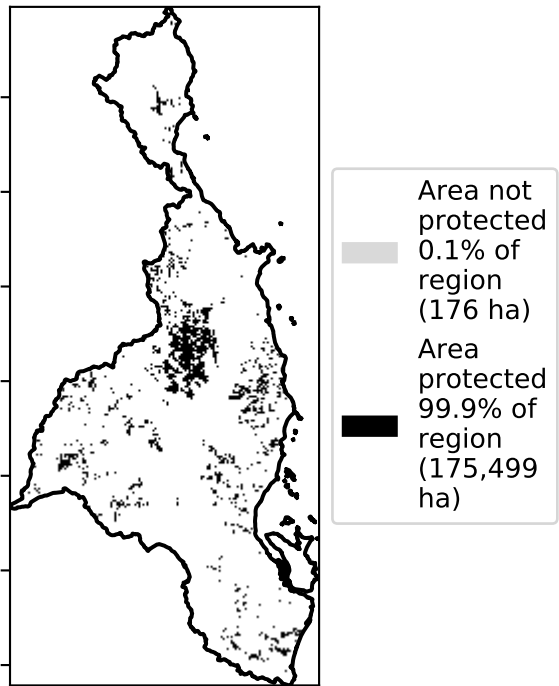 Area not
protected
0.1% of
region
(176 ha)
Area
protected
99.9% of
region
(175,499
ha)